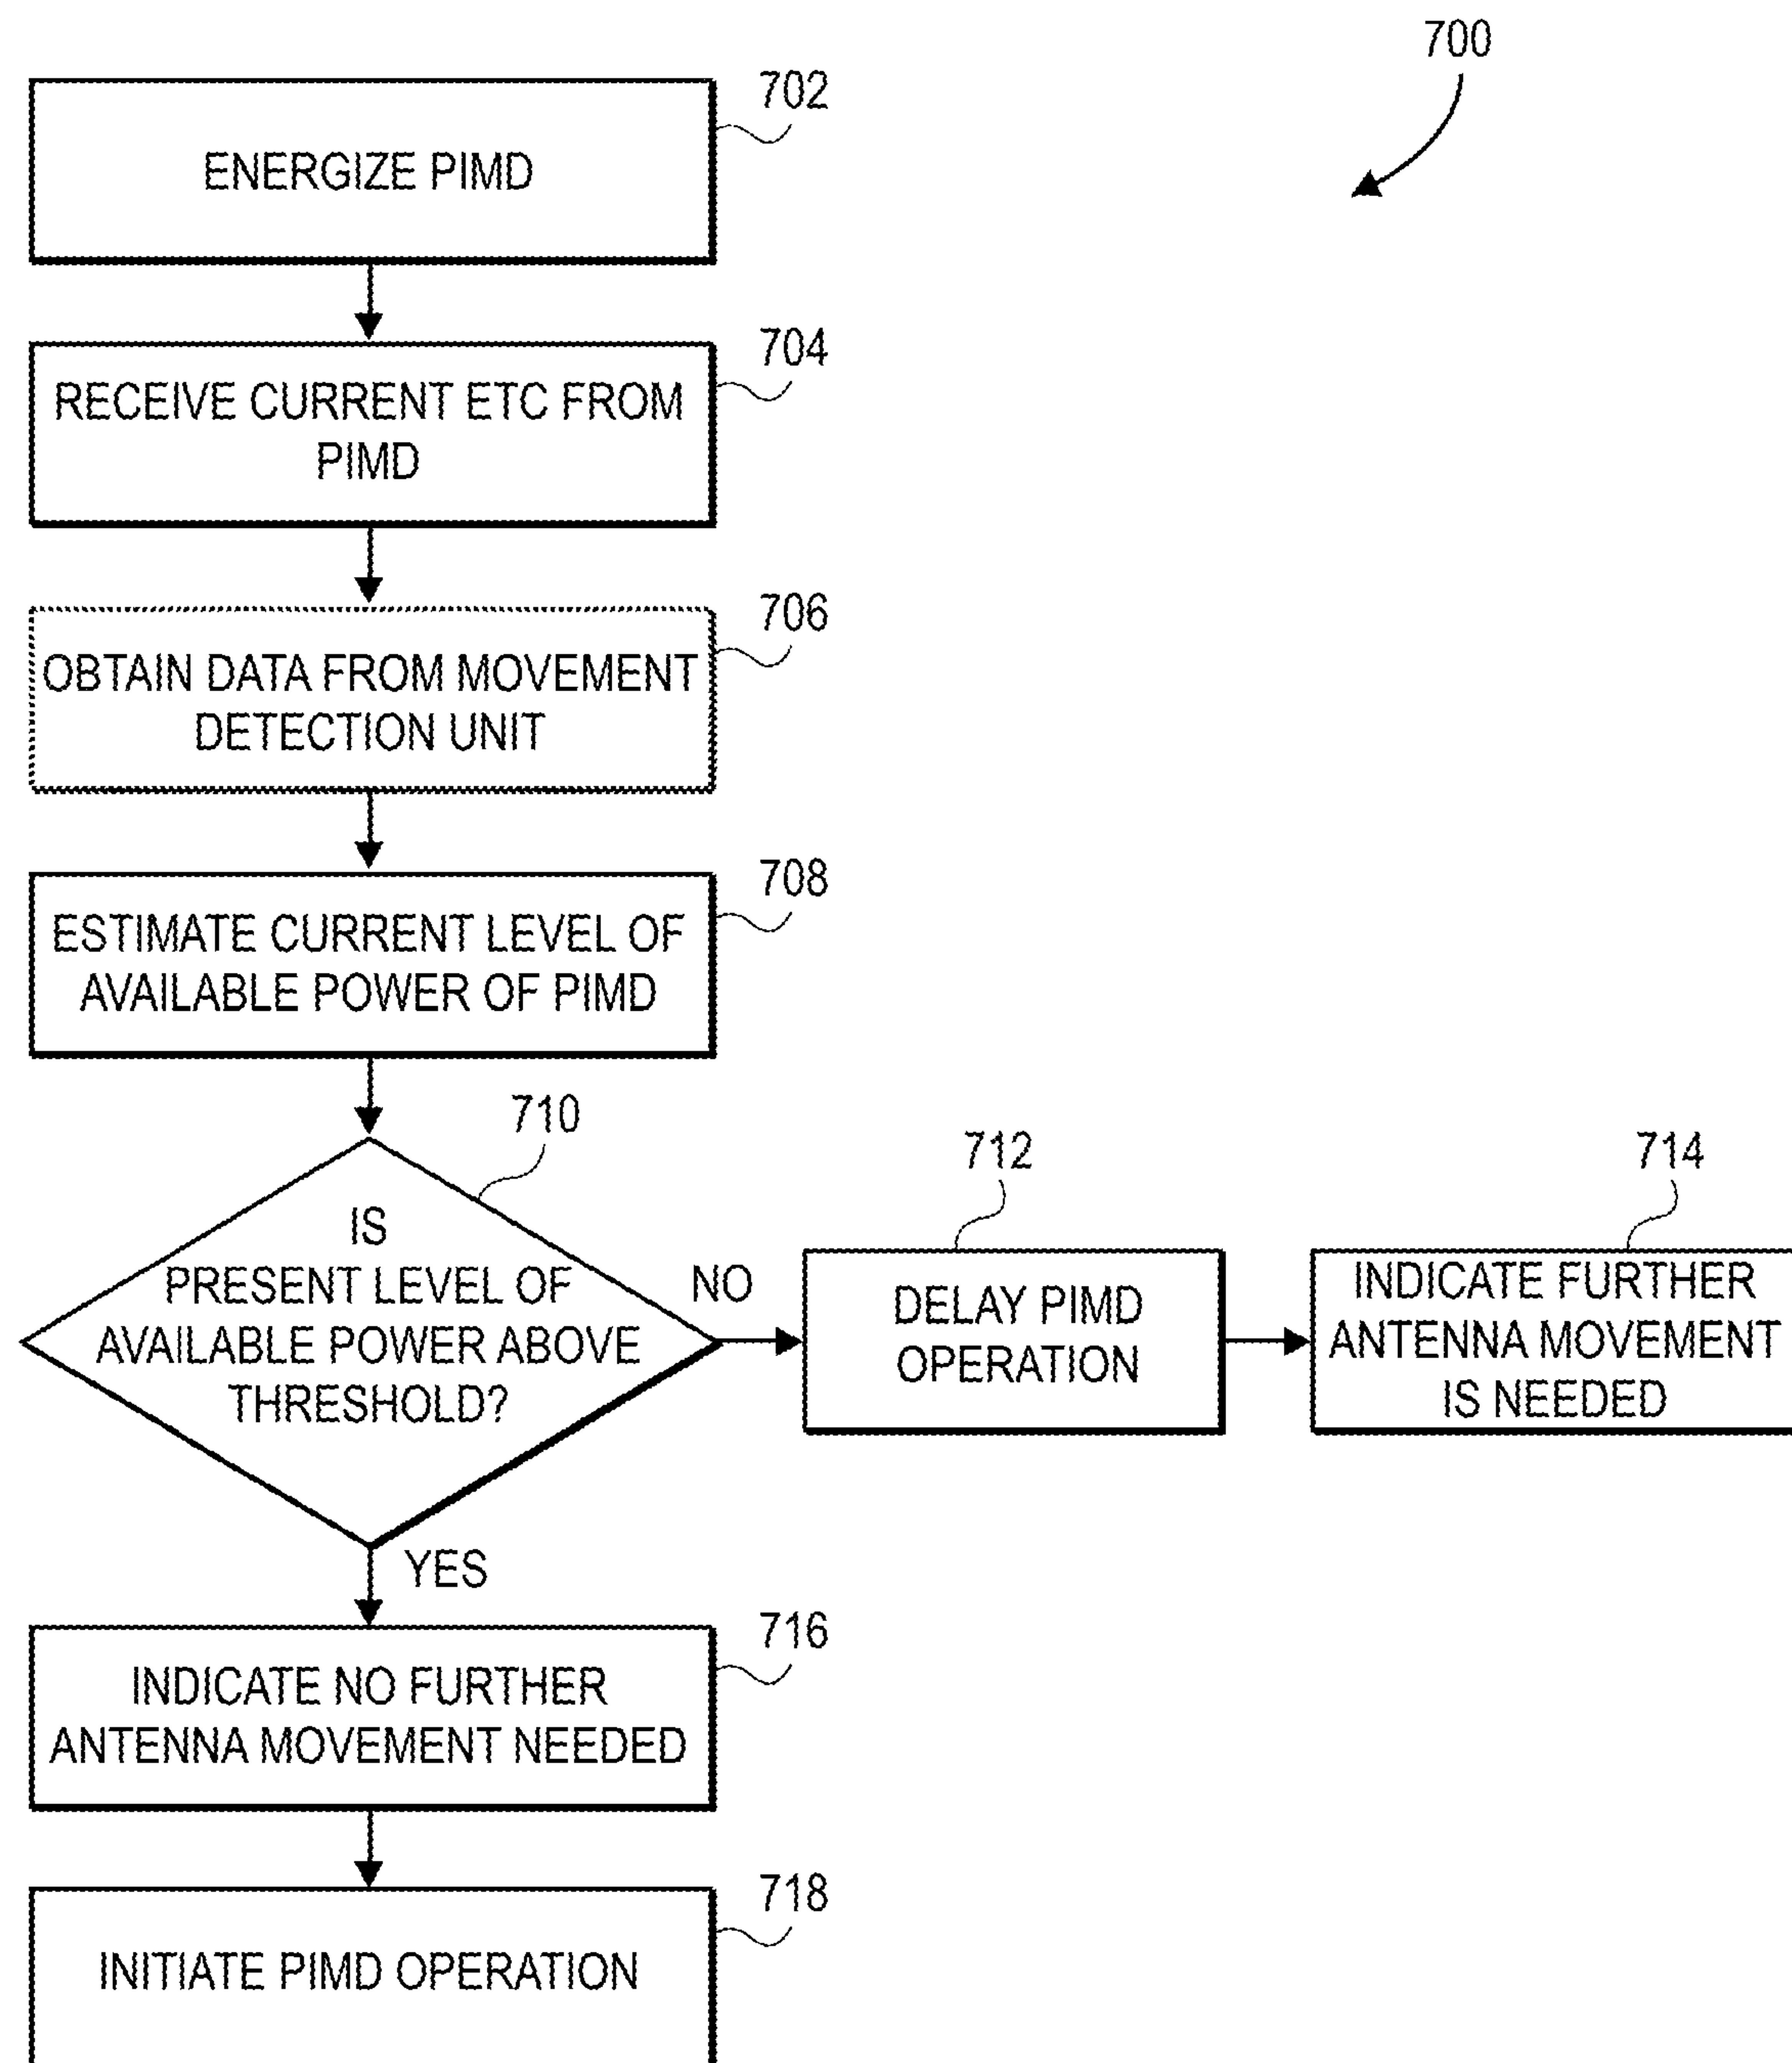 700
702
ENERGIZE PIMD
704
RECEIVE CURRENT ETC FROM
PIMD
706
OBTAIN DATA FROM MOVEMENT
DETECTION UNIT
708
ESTIMATE CURRENT LEVEL OF
AVAILABLE POWER OF PIMD
710
IS
PRESENT LEVEL OF
AVAILABLE POWER ABOVE
THRESHOLD?
NO
712
DELAY PIMD
OPERATION
714
INDICATE FURTHER
ANTENNA MOVEMENT
IS NEEDED
YES
716
INDICATE NO FURTHER
ANTENNA MOVEMENT NEEDED
718
INITIATE PIMD OPERATION